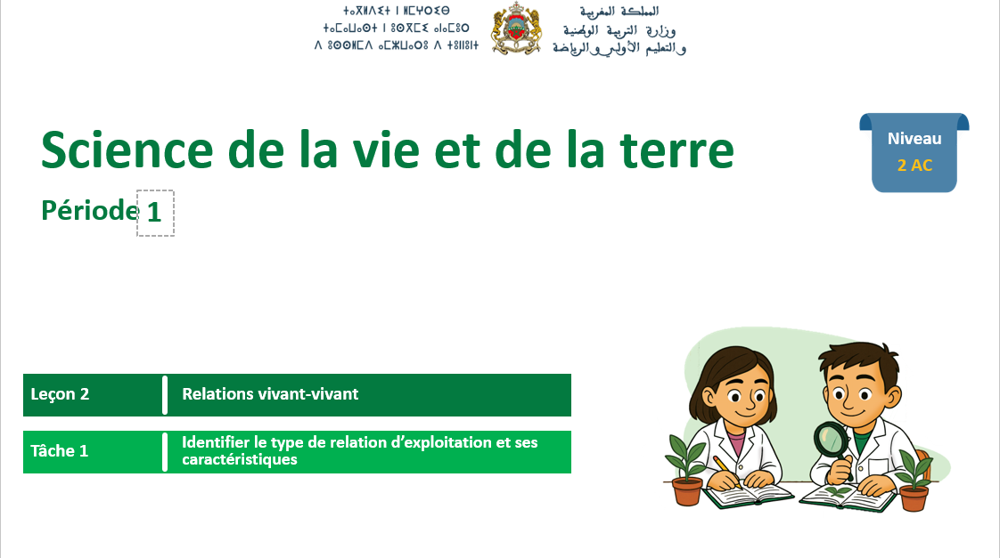 ⵜⴰⴳⵍⴷⵉⵜ ⵏ ⵍⵎⵖⵔⵉⴱ
ⵜⴰⵎⴰⵡⴰⵙⵜ ⵏ ⵓⵙⴳⵎⵉ ⴰⵏⴰⵎⵓⵔ
ⴷ ⵓⵙⵙⵍⵎⴷ ⴰⵎⵣⵡⴰⵔⵓ ⴷ ⵜⵓⵏⵏⵓⵏⵜ
المملكة المغربية
وزارة التربية الوطنية
والتعليم الأولي والرياضة
Science de la vie et de la terre
Niveau
2 AC
Période 1
Leçon 2 Relations vivant-vivant
Tâche 1 Identifier le type de relation d’exploitation et ses
caractéristiques